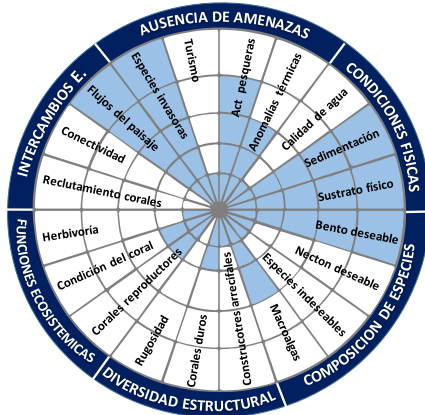 AUSENCIA DE AMENAZAS
CONDICIONES FISICAS
COMPOSICION DE ESPECIES
DIVERSIDAD ESTRUCTURAL
FUNCIONES ECOSISTEMICAS
INTERCAMBIOS E.
Turismo
Act pesqueras
Anomalías térmicas
Calidad de agua
Sedimentación
Sustrato físico
Bento deseable
Necton deseable
Especies indeseables
Macroalgas
Construcotres arrecifales
Corales duros
Rugosidad
Corales reproductores
Condición del coral
Herbivoría
Reclutamiento corales
Conectividad
Flujos del paisaje
Especies invasoras